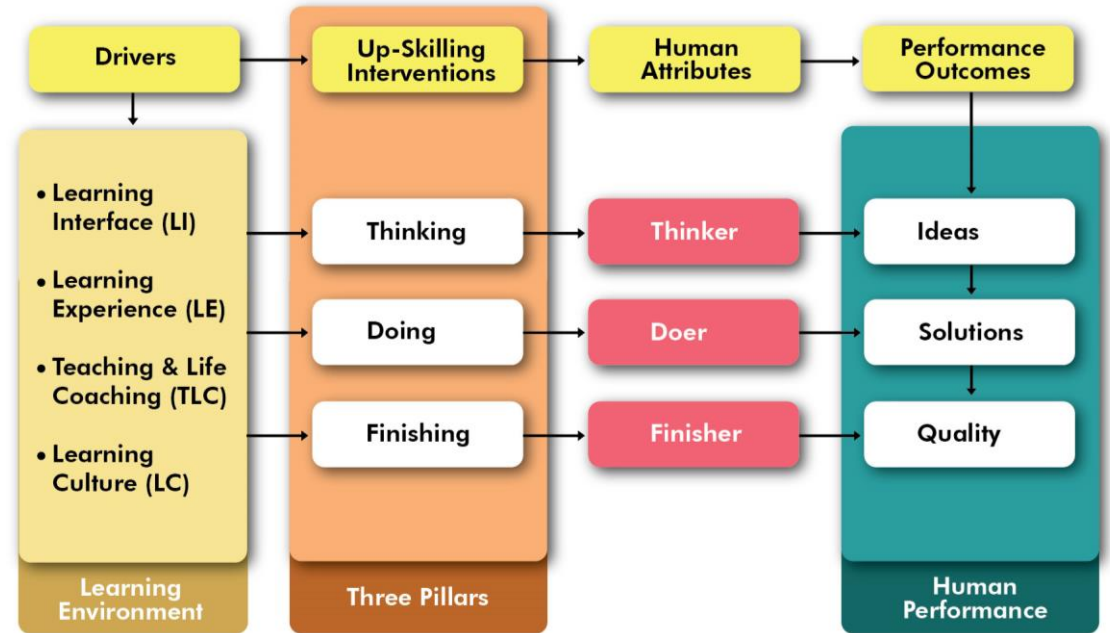 Drivers
Up-Skilling
Interventions
Human
Attributes
Performance
Outcomes
• Learning
Interface (LI)
• Learning
Experience (LE)
• Teaching & Life
Coaching (TLC)
• Learning
Culture (LC)
Learning
Environment
Thinking
Doing
Finishing
Three Pillars
Thinker
Doer
Finisher
Ideas
Solutions
Quality
Human
Performance